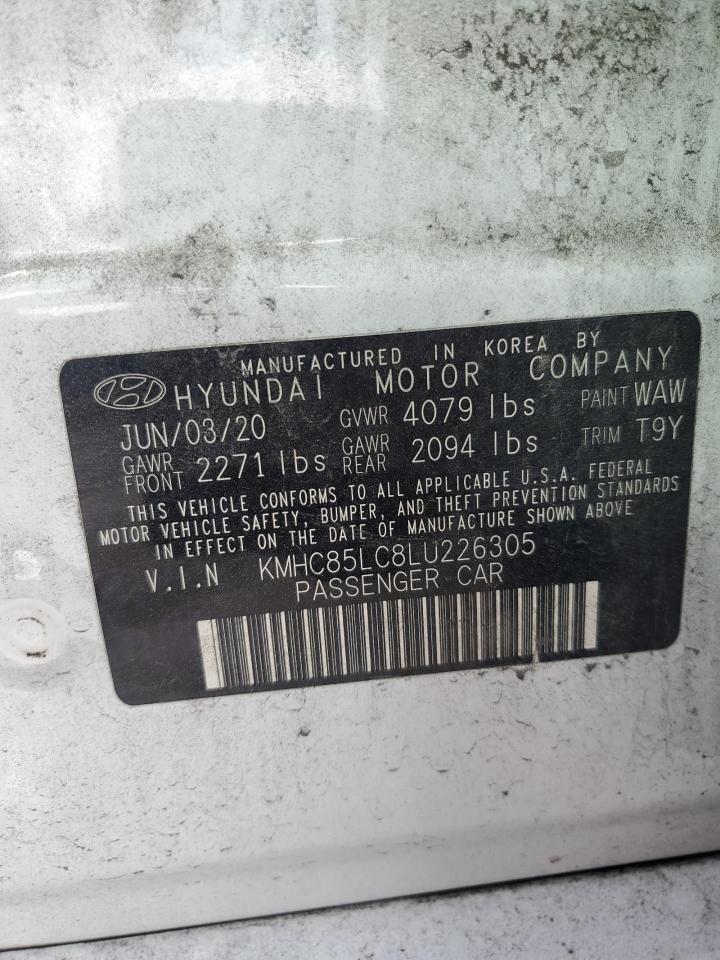 MANUFACTURED IN KOREA BY
HYUNDAI MOTOR COMPANY
JUN/03/20 GVWR 4079 lbs PAINT WAW
GAWR FRONT 2271 lbs GAWR REAR 2094 lbs TRIM T9Y
THIS VEHICLE CONFORMS TO ALL APPLICABLE U.S.A. FEDERAL
MOTOR VEHICLE SAFETY, BUMPER, AND THEFT PREVENTION STANDARDS
IN EFFECT ON THE DATE OF MANUFACTURE SHOWN ABOVE
V.I.N KMHC85LC8LU226305
PASSENGER CAR